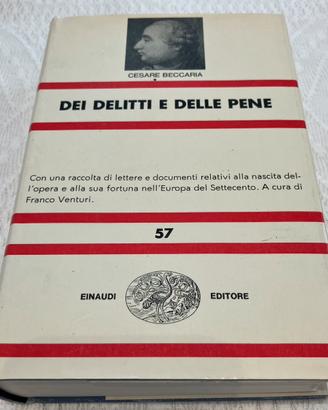 CESARE BECCARIA
DEI DELITTI E DELLE PENE
Con una raccolta di lettere e documenti relativi alla nascita del-
l'opera e alla sua fortuna nell'Europa del Settecento. A cura di
Franco Venturi.
57
EINAUDI EDITORE